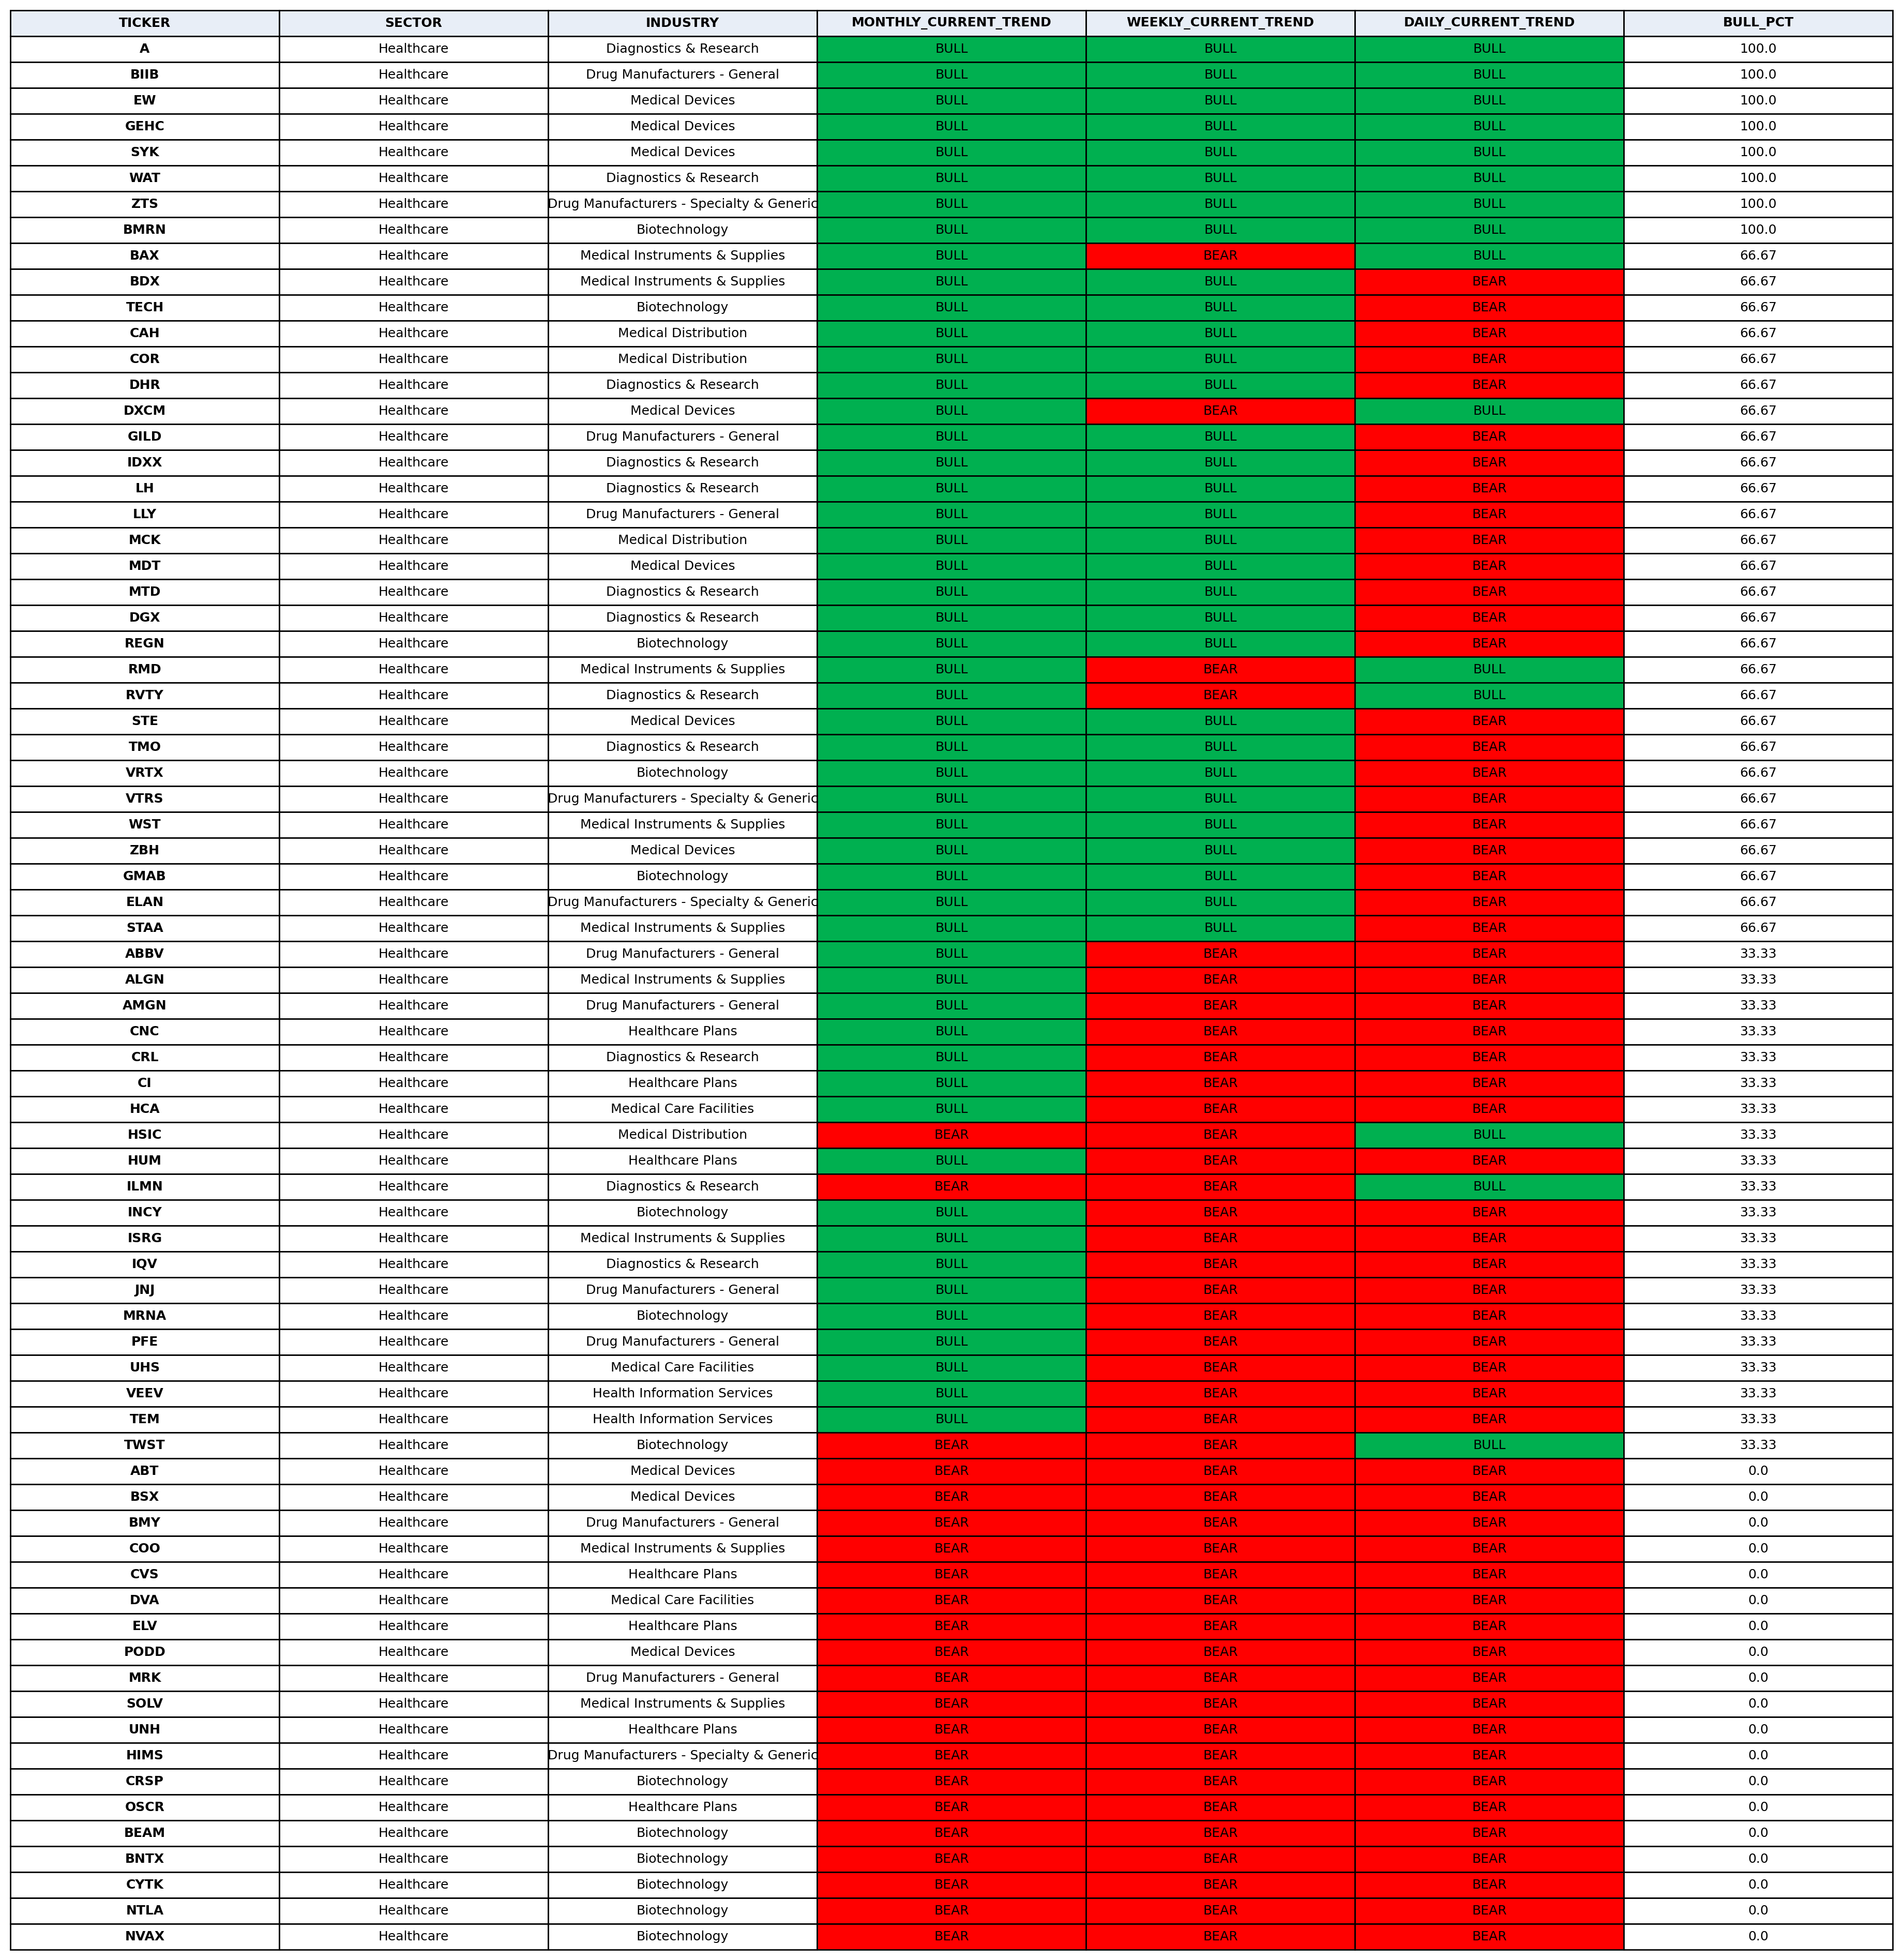 TICKER SECTOR INDUSTRY MONTHLY_CURRENT_TREND WEEKLY_CURRENT_TREND DAILY_CURRENT_TREND BULL_PCT
A Healthcare Diagnostics & Research BULL BULL BULL 100.0
BIIB Healthcare Drug Manufacturers - General BULL BULL BULL 100.0
EW Healthcare Medical Devices BULL BULL BULL 100.0
GEHC Healthcare Medical Devices BULL BULL BULL 100.0
SYK Healthcare Medical Devices BULL BULL BULL 100.0
WAT Healthcare Diagnostics & Research BULL BULL BULL 100.0
ZTS Healthcare Drug Manufacturers - Specialty & Generic BULL BULL BULL 100.0
BMRN Healthcare Biotechnology BULL BULL BULL 100.0
BAX Healthcare Medical Instruments & Supplies BULL BEAR BULL 66.67
BDX Healthcare Medical Instruments & Supplies BULL BULL BEAR 66.67
TECH Healthcare Biotechnology BULL BULL BEAR 66.67
CAH Healthcare Medical Distribution BULL BULL BEAR 66.67
COR Healthcare Medical Distribution BULL BULL BEAR 66.67
DHR Healthcare Diagnostics & Research BULL BULL BEAR 66.67
DXCM Healthcare Medical Devices BULL BEAR BULL 66.67
GILD Healthcare Drug Manufacturers - General BULL BULL BEAR 66.67
IDXX Healthcare Diagnostics & Research BULL BULL BEAR 66.67
LH Healthcare Diagnostics & Research BULL BULL BEAR 66.67
LLY Healthcare Drug Manufacturers - General BULL BULL BEAR 66.67
MCK Healthcare Medical Distribution BULL BULL BEAR 66.67
MDT Healthcare Medical Devices BULL BULL BEAR 66.67
MTD Healthcare Diagnostics & Research BULL BULL BEAR 66.67
DGX Healthcare Diagnostics & Research BULL BULL BEAR 66.67
REGN Healthcare Biotechnology BULL BULL BEAR 66.67
RMD Healthcare Medical Instruments & Supplies BULL BEAR BULL 66.67
RVTY Healthcare Diagnostics & Research BULL BEAR BULL 66.67
STE Healthcare Medical Devices BULL BULL BEAR 66.67
TMO Healthcare Diagnostics & Research BULL BULL BEAR 66.67
VRTX Healthcare Biotechnology BULL BULL BEAR 66.67
VTRS Healthcare Drug Manufacturers - Specialty & Generic BULL BULL BEAR 66.67
WST Healthcare Medical Instruments & Supplies BULL BULL BEAR 66.67
ZBH Healthcare Medical Devices BULL BULL BEAR 66.67
GMAB Healthcare Biotechnology BULL BULL BEAR 66.67
ELAN Healthcare Drug Manufacturers - Specialty & Generic BULL BULL BEAR 66.67
STAA Healthcare Medical Instruments & Supplies BULL BULL BEAR 66.67
ABBV Healthcare Drug Manufacturers - General BULL BEAR BEAR 33.33
ALGN Healthcare Medical Instruments & Supplies BULL BEAR BEAR 33.33
AMGN Healthcare Drug Manufacturers - General BULL BEAR BEAR 33.33
CNC Healthcare Healthcare Plans BULL BEAR BEAR 33.33
CRL Healthcare Diagnostics & Research BULL BEAR BEAR 33.33
CI Healthcare Healthcare Plans BULL BEAR BEAR 33.33
HCA Healthcare Medical Care Facilities BULL BEAR BEAR 33.33
HSIC Healthcare Medical Distribution BEAR BEAR BULL 33.33
HUM Healthcare Healthcare Plans BULL BEAR BEAR 33.33
ILMN Healthcare Diagnostics & Research BEAR BEAR BULL 33.33
INCY Healthcare Biotechnology BULL BEAR BEAR 33.33
ISRG Healthcare Medical Instruments & Supplies BULL BEAR BEAR 33.33
IQV Healthcare Diagnostics & Research BULL BEAR BEAR 33.33
JNJ Healthcare Drug Manufacturers - General BULL BEAR BEAR 33.33
MRNA Healthcare Biotechnology BULL BEAR BEAR 33.33
PFE Healthcare Drug Manufacturers - General BULL BEAR BEAR 33.33
UHS Healthcare Medical Care Facilities BULL BEAR BEAR 33.33
VEEV Healthcare Health Information Services BULL BEAR BEAR 33.33
TEM Healthcare Health Information Services BULL BEAR BEAR 33.33
TWST Healthcare Biotechnology BEAR BEAR BULL 33.33
ABT Healthcare Medical Devices BEAR BEAR BEAR 0.0
BSX Healthcare Medical Devices BEAR BEAR BEAR 0.0
BMY Healthcare Drug Manufacturers - General BEAR BEAR BEAR 0.0
COO Healthcare Medical Instruments & Supplies BEAR BEAR BEAR 0.0
CVS Healthcare Healthcare Plans BEAR BEAR BEAR 0.0
DVA Healthcare Medical Care Facilities BEAR BEAR BEAR 0.0
ELV Healthcare Healthcare Plans BEAR BEAR BEAR 0.0
PODD Healthcare Medical Devices BEAR BEAR BEAR 0.0
MRK Healthcare Drug Manufacturers - General BEAR BEAR BEAR 0.0
SOLV Healthcare Medical Instruments & Supplies BEAR BEAR BEAR 0.0
UNH Healthcare Healthcare Plans BEAR BEAR BEAR 0.0
HIMS Healthcare Drug Manufacturers - Specialty & Generic BEAR BEAR BEAR 0.0
CRSP Healthcare Biotechnology BEAR BEAR BEAR 0.0
OSCR Healthcare Healthcare Plans BEAR BEAR BEAR 0.0
BEAM Healthcare Biotechnology BEAR BEAR BEAR 0.0
BNTX Healthcare Biotechnology BEAR BEAR BEAR 0.0
CYTK Healthcare Biotechnology BEAR BEAR BEAR 0.0
NTLA Healthcare Biotechnology BEAR BEAR BEAR 0.0
NVAX Healthcare Biotechnology BEAR BEAR BEAR 0.0